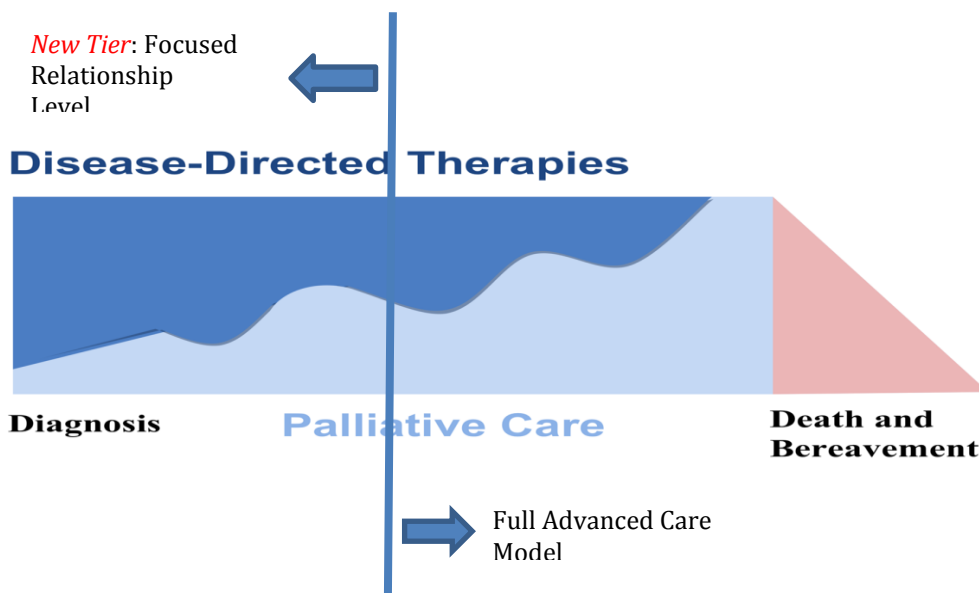 New Tier: Focused
Relationship
Level
Disease-Directed Therapies
Diagnosis
Palliative Care
Death and
Bereavement
Full Advanced Care
Model